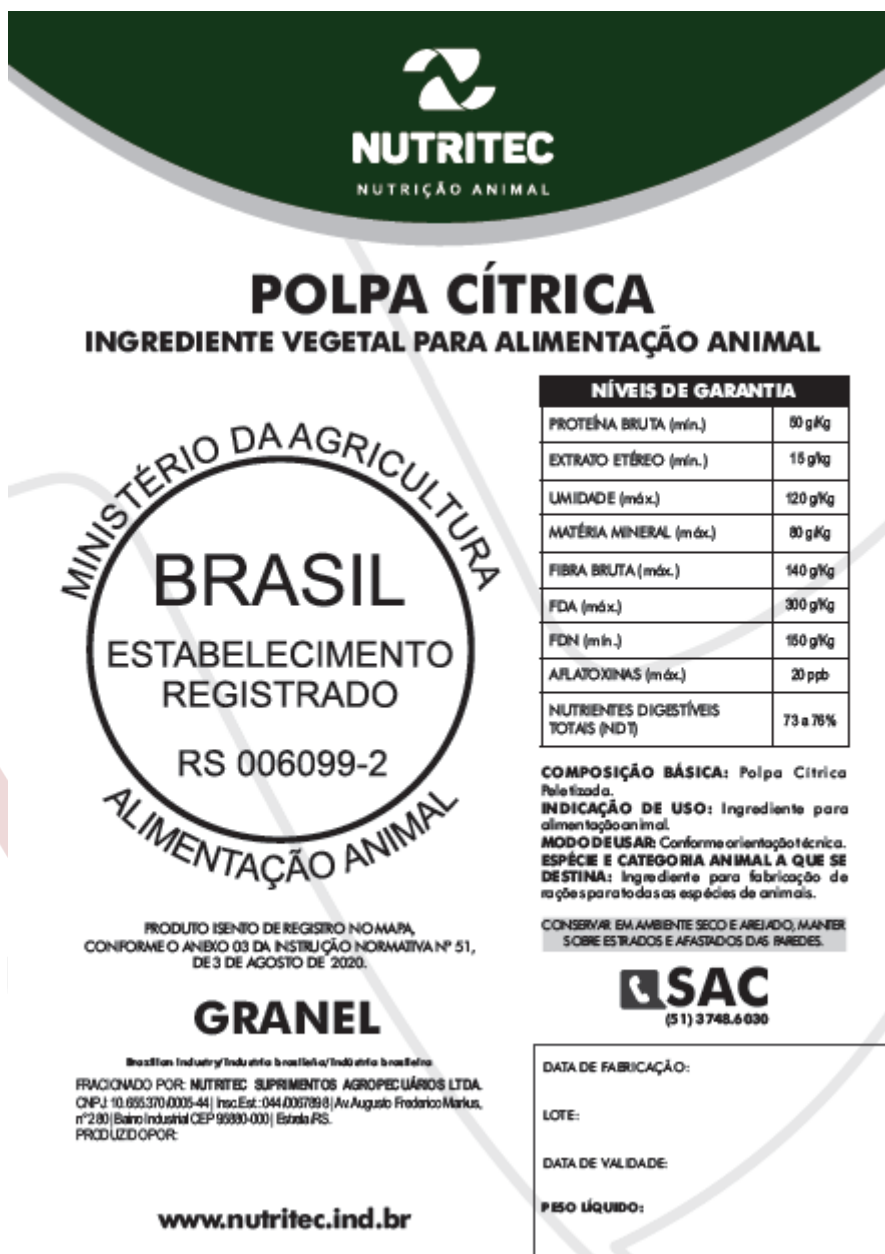 NUTRITEC
NUTRIÇÃO ANIMAL
POLPA CÍTRICA
INGREDIENTE VEGETAL PARA ALIMENTAÇÃO ANIMAL
MINISTÉRIO DA AGRICULTURA
BRASIL
ESTABELECIMENTO
REGISTRADO
RS 006099-2
ALIMENTAÇÃO ANIMAL
PRODUTO ISENTO DE REGISTRO NO MAPA,
CONFORME O ANEXO 03 DA INSTRUÇÃO NORMATIVA Nº 51,
DE 3 DE AGOSTO DE 2020.
GRANEL
Brazilian Industry/Industria brasileña/Indústria brasileira
FRACIONADO POR: NUTRITEC SUPRIMENTOS AGROPECUÁRIOS LTDA.
CNPJ: 10.655.370/0005-44 | Insc.Est.: 044/0067898 | Av. Augusto Frederico Markus,
nº 280 | Bairro Industrial CEP 95880-000 | Estrela/RS.
PRODUZIDO POR:
www.nutritec.ind.br
NÍVEIS DE GARANTIA
PROTEÍNA BRUTA (mín.) 50 g/Kg
EXTRATO ETÉREO (mín.) 15 g/kg
UMIDADE (máx.) 120 g/Kg
MATÉRIA MINERAL (máx.) 80 g/Kg
FIBRA BRUTA (máx.) 140 g/Kg
FDA (máx.) 300 g/Kg
FDN (mín.) 150 g/Kg
AFLATOXINAS (máx.) 20 ppb
NUTRIENTES DIGESTÍVEIS
TOTAIS (NDT) 73 a 76%
COMPOSIÇÃO BÁSICA: Polpa Cítrica
Peletizada.
INDICAÇÃO DE USO: Ingrediente para
alimentação animal.
MODO DE USAR: Conforme orientação técnica.
ESPÉCIE E CATEGORIA ANIMAL A QUE SE
DESTINA: Ingrediente para fabricação de
rações para todas as espécies de animais.
CONSERVAR EM AMBIENTE SECO E AREJADO, MANTER
SOBRE ESTRADOS E AFASTADOS DAS PAREDES.
SAC
(51) 3748.6030
DATA DE FABRICAÇÃO:
LOTE:
DATA DE VALIDADE:
PESO LÍQUIDO: